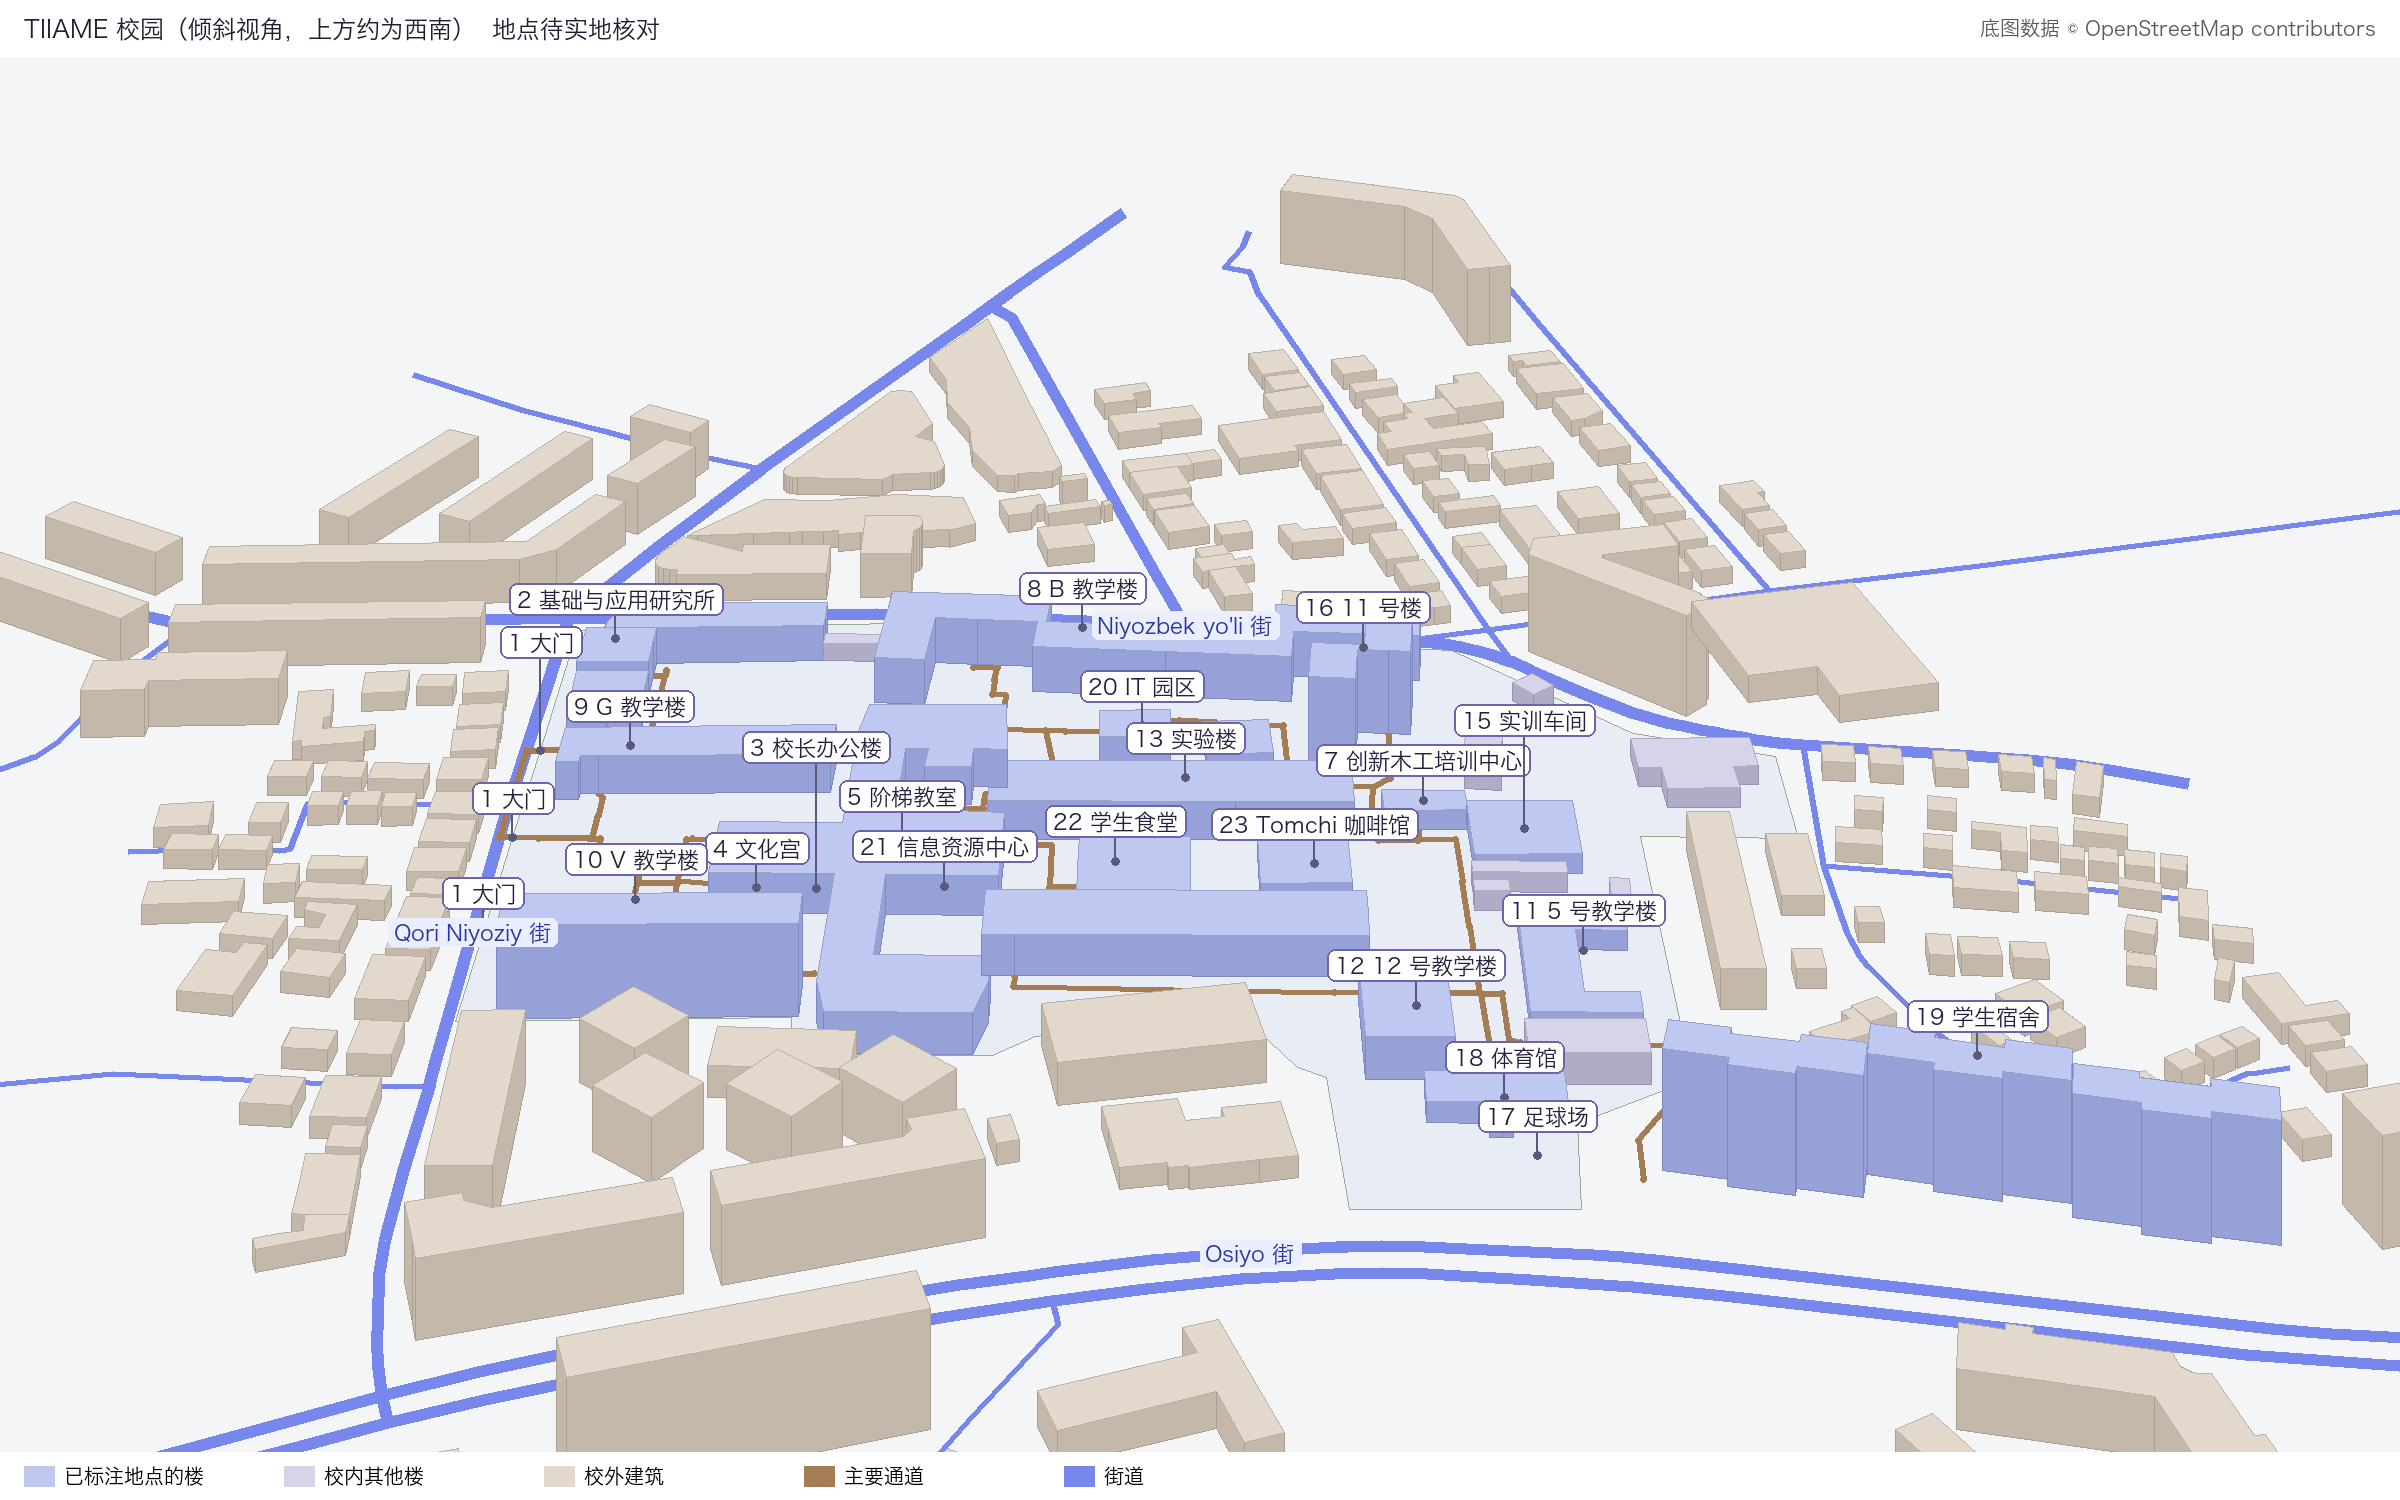 TIIAME 校园（倾斜视角，上方约为西南） 地点待实地核对
底图数据 © OpenStreetMap contributors
2 基础与应用研究所
8 B 教学楼
Niyozbek yo'li 街
16 11 号楼
1 大门
20 IT 园区
9 G 教学楼
15 实训车间
3 校长办公楼
13 实验楼
7 创新木工培训中心
1 大门
5 阶梯教室
22 学生食堂
23 Tomchi 咖啡馆
10 V 教学楼
4 文化宫
21 信息资源中心
1 大门
11 5 号教学楼
Qori Niyoziy 街
12 12 号教学楼
19 学生宿舍
18 体育馆
17 足球场
Osiyo 街
已标注地点的楼
校内其他楼
校外建筑
主要通道
街道